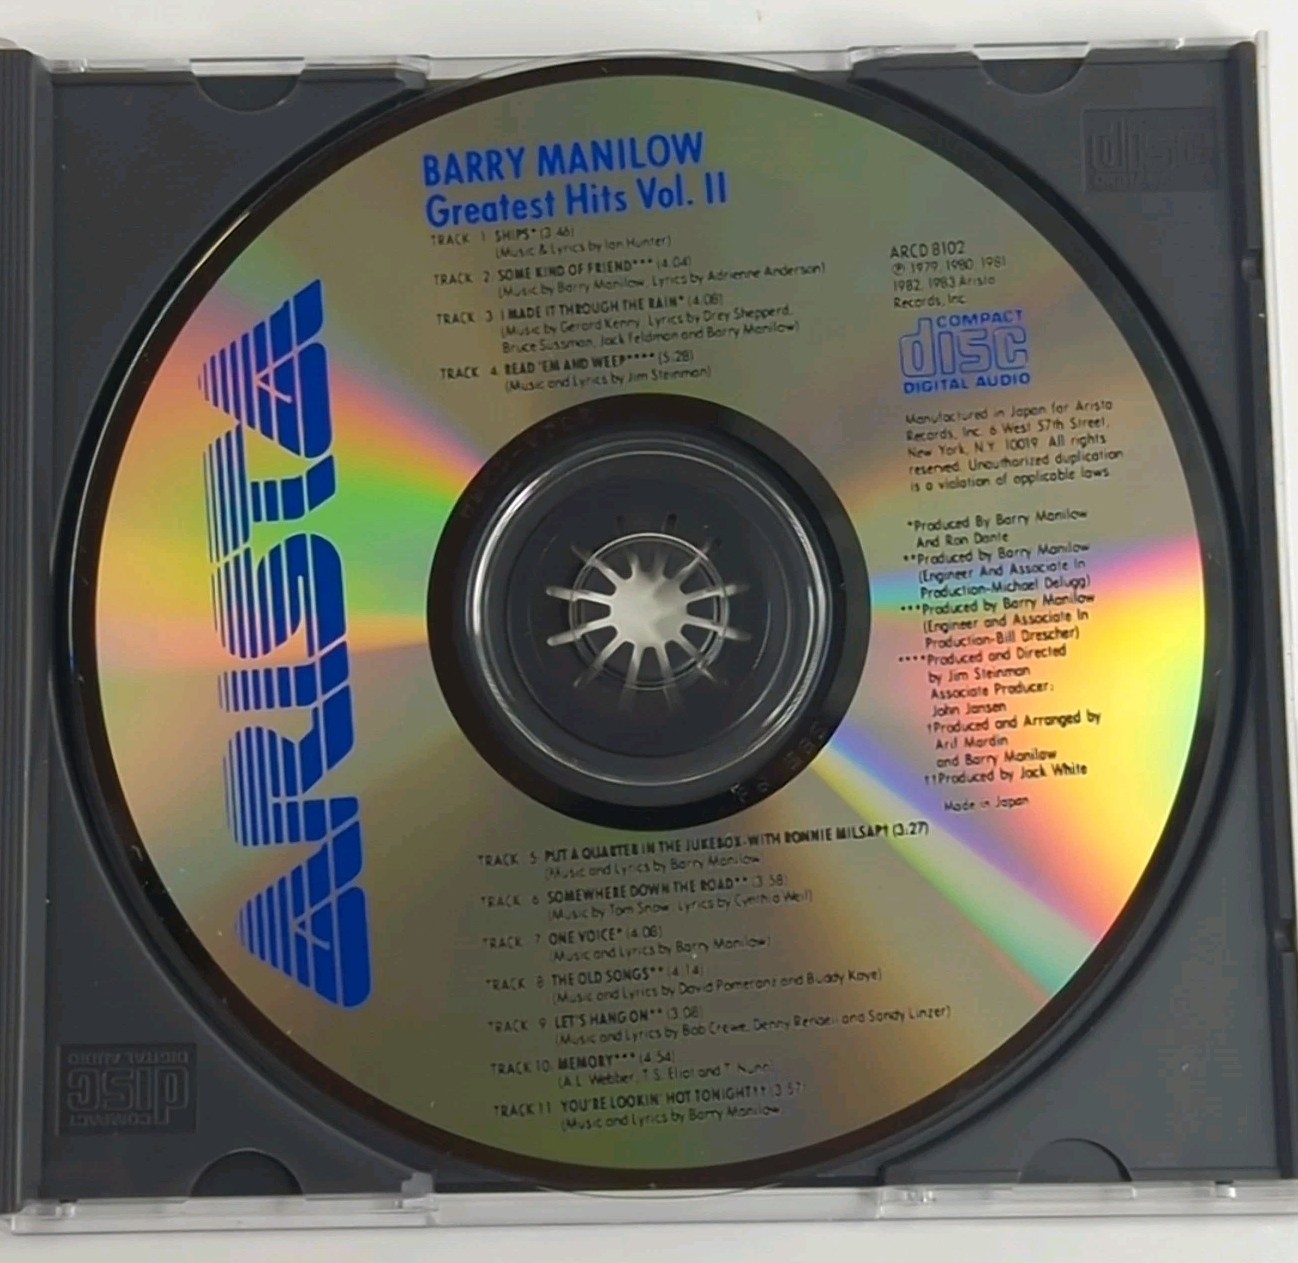 BARRY MANILOW
Greatest Hits Vol. II
TRACK 1. SHIPS* (3:46)
(Music & Lyrics by Ian Hunter)
TRACK 2. SOME KIND OF FRIEND*** (4:04)
(Music by Barry Manilow, Lyrics by Adrienne Anderson)
TRACK 3. I MADE IT THROUGH THE RAIN* (4:08)
(Music by Gerard Kenny, Lyrics by Drey Shepperd,
Bruce Sussman, Jack Feldman and Barry Manilow)
TRACK 4. READ 'EM AND WEEP**** (5:28)
(Music and Lyrics by Jim Steinman)
ARISTA
ARCD 8102
℗ 1979, 1980, 1981
1982, 1983 Arista
Records, Inc.
COMPACT
disc
DIGITAL AUDIO
Manufactured in Japan for Arista
Records, Inc. 6 West 57th Street,
New York, N.Y. 10019. All rights
reserved. Unauthorized duplication
is a violation of applicable laws.
*Produced By Barry Manilow
And Ron Dante
**Produced by Barry Manilow
(Engineer And Associate In
Production-Michael Delugg)
***Produced by Barry Manilow
(Engineer and Associate In
Production-Bill Drescher)
****Produced and Directed
by Jim Steinman
Associate Producer:
John Jansen
†Produced and Arranged by
Arif Mardin
and Barry Manilow
††Produced by Jack White
Made in Japan
TRACK 5. PUT A QUARTER IN THE JUKEBOX-WITH RONNIE MILSAP† (3:27)
(Music and Lyrics by Barry Manilow
TRACK 6. SOMEWHERE DOWN THE ROAD** (3:58)
(Music by Tom Snow, Lyrics by Cynthia Weil)
TRACK 7. ONE VOICE* (4:08)
(Music and Lyrics by Barry Manilow)
TRACK 8. THE OLD SONGS** (4:14)
(Music and Lyrics by David Pomeranz and Buddy Kaye)
TRACK 9. LET'S HANG ON** (3:08)
(Music and Lyrics by Bob Crewe, Denny Randell and Sandy Linzer)
TRACK 10. MEMORY*** (4:54)
(A.L. Webber, T.S. Eliot and T. Nunn)
TRACK 11. YOU'RE LOOKIN' HOT TONIGHT†† (3:57)
(Music and Lyrics by Barry Manilow
disc
COMPACT
disc
DIGITAL AUDIO